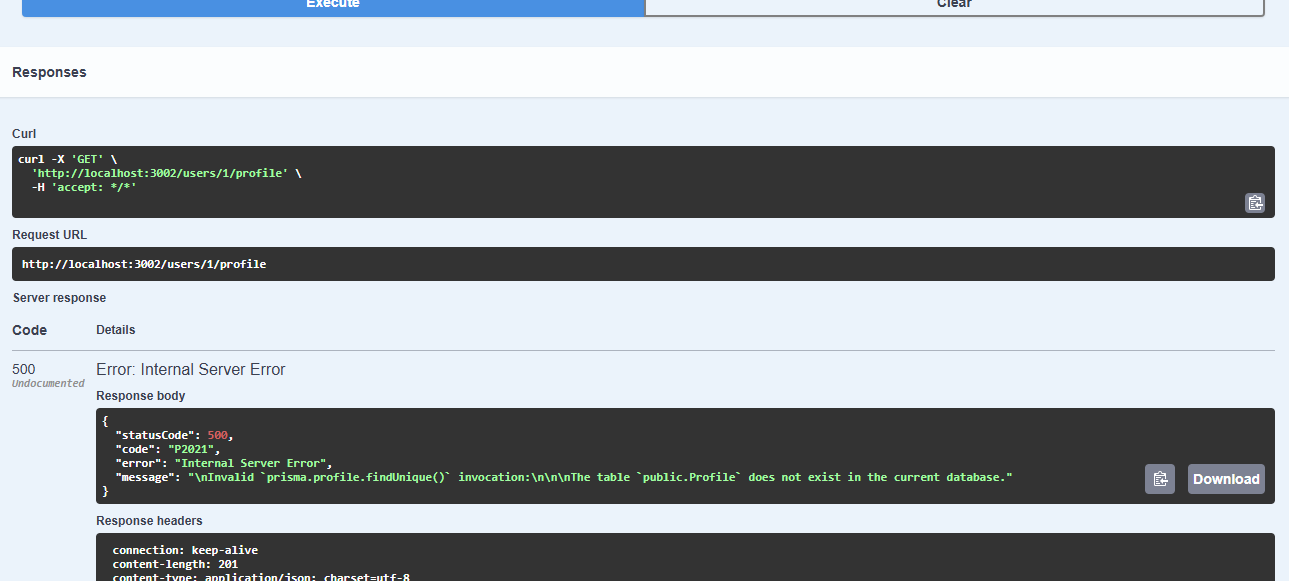 Execute
Clear
Responses
Curl
curl -X 'GET' \
  'http://localhost:3002/users/1/profile' \
  -H 'accept: */*'
Request URL
http://localhost:3002/users/1/profile
Server response
Code
Details
500
Undocumented
Error: Internal Server Error
Response body
{
  "statusCode": 500,
  "code": "P2021",
  "error": "Internal Server Error",
  "message": "\nInvalid `prisma.profile.findUnique()` invocation:\n\n\nThe table `public.Profile` does not exist in the current database."
}
Download
Response headers
connection: keep-alive
content-length: 201
content-type: application/json; charset=utf-8